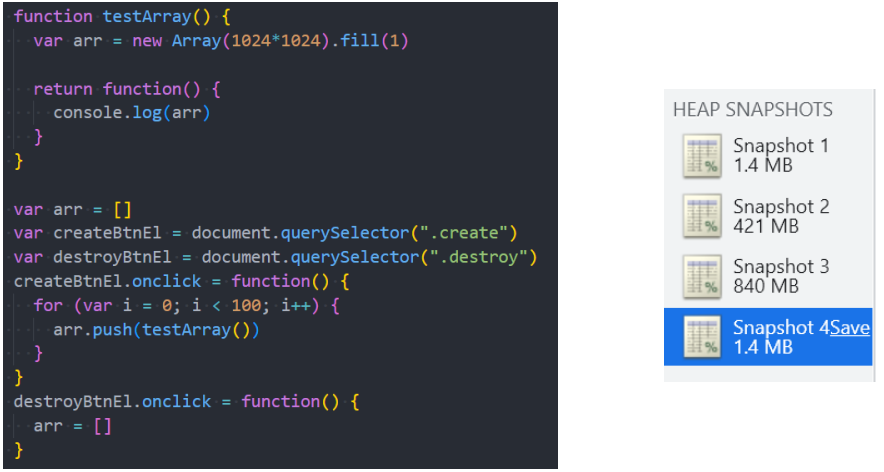 function testArray() {
  var arr = new Array(1024*1024).fill(1)

  return function() {
    console.log(arr)
  }
}

var arr = []
var createBtnEl = document.querySelector(".create")
var destroyBtnEl = document.querySelector(".destroy")
createBtnEl.onclick = function() {
  for (var i = 0; i < 100; i++) {
    arr.push(testArray())
  }
}
destroyBtnEl.onclick = function() {
  arr = []
}
HEAP SNAPSHOTS
Snapshot 1
1.4 MB
Snapshot 2
421 MB
Snapshot 3
840 MB
Snapshot 4Save
1.4 MB